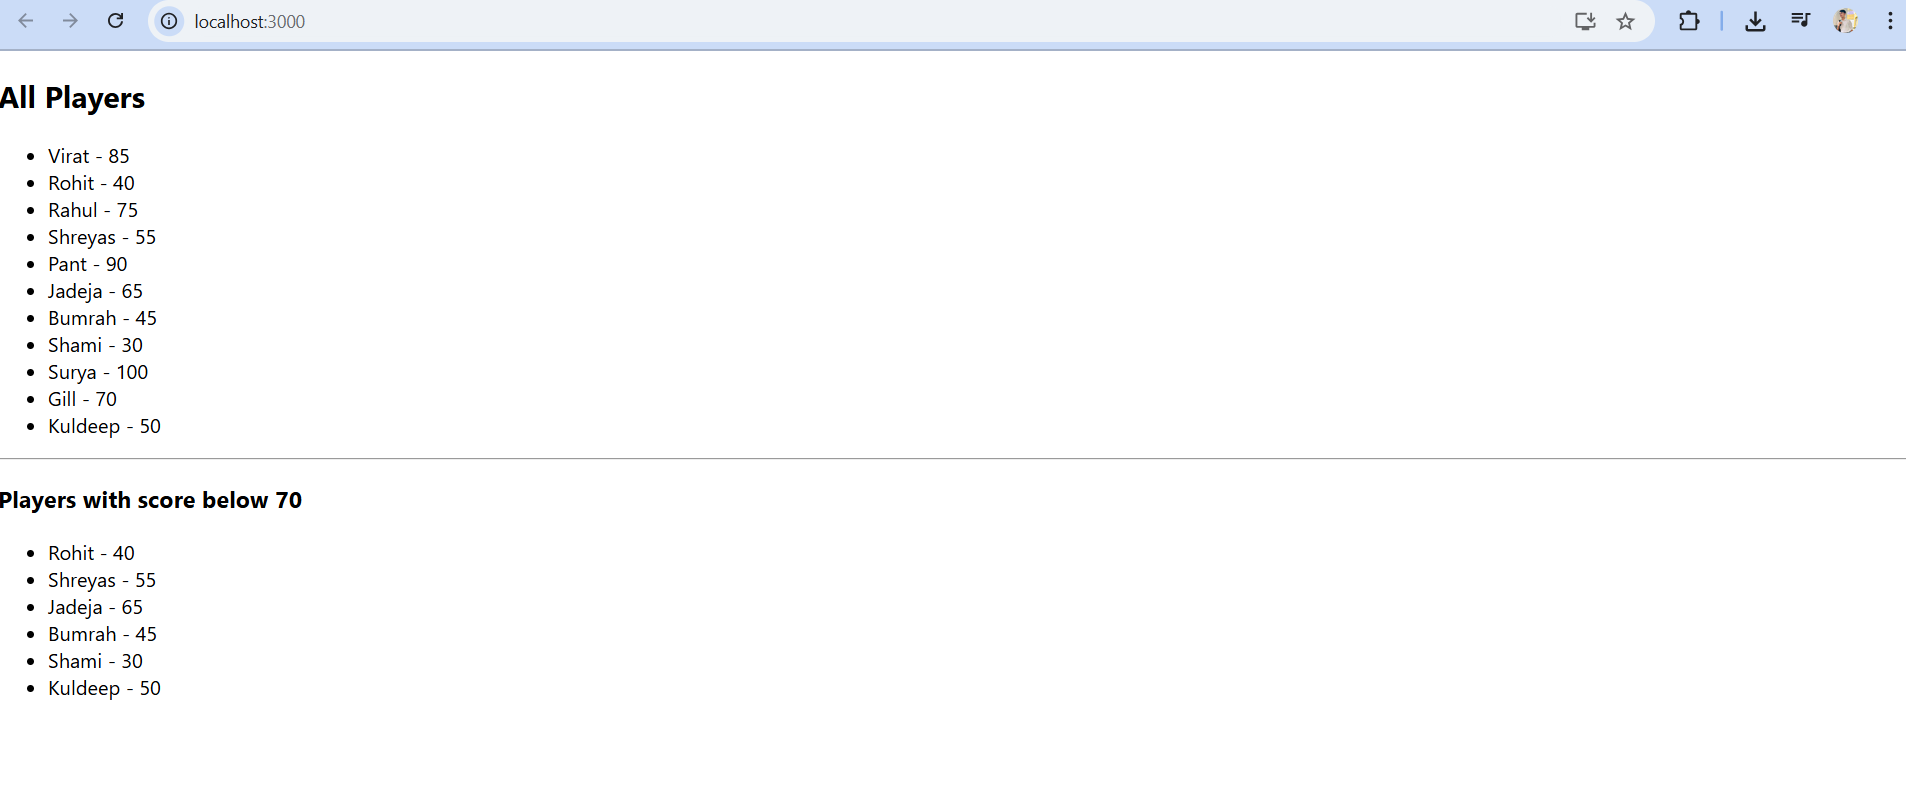 localhost:3000
All Players
• Virat - 85
• Rohit - 40
• Rahul - 75
• Shreyas - 55
• Pant - 90
• Jadeja - 65
• Bumrah - 45
• Shami - 30
• Surya - 100
• Gill - 70
• Kuldeep - 50
Players with score below 70
• Rohit - 40
• Shreyas - 55
• Jadeja - 65
• Bumrah - 45
• Shami - 30
• Kuldeep - 50